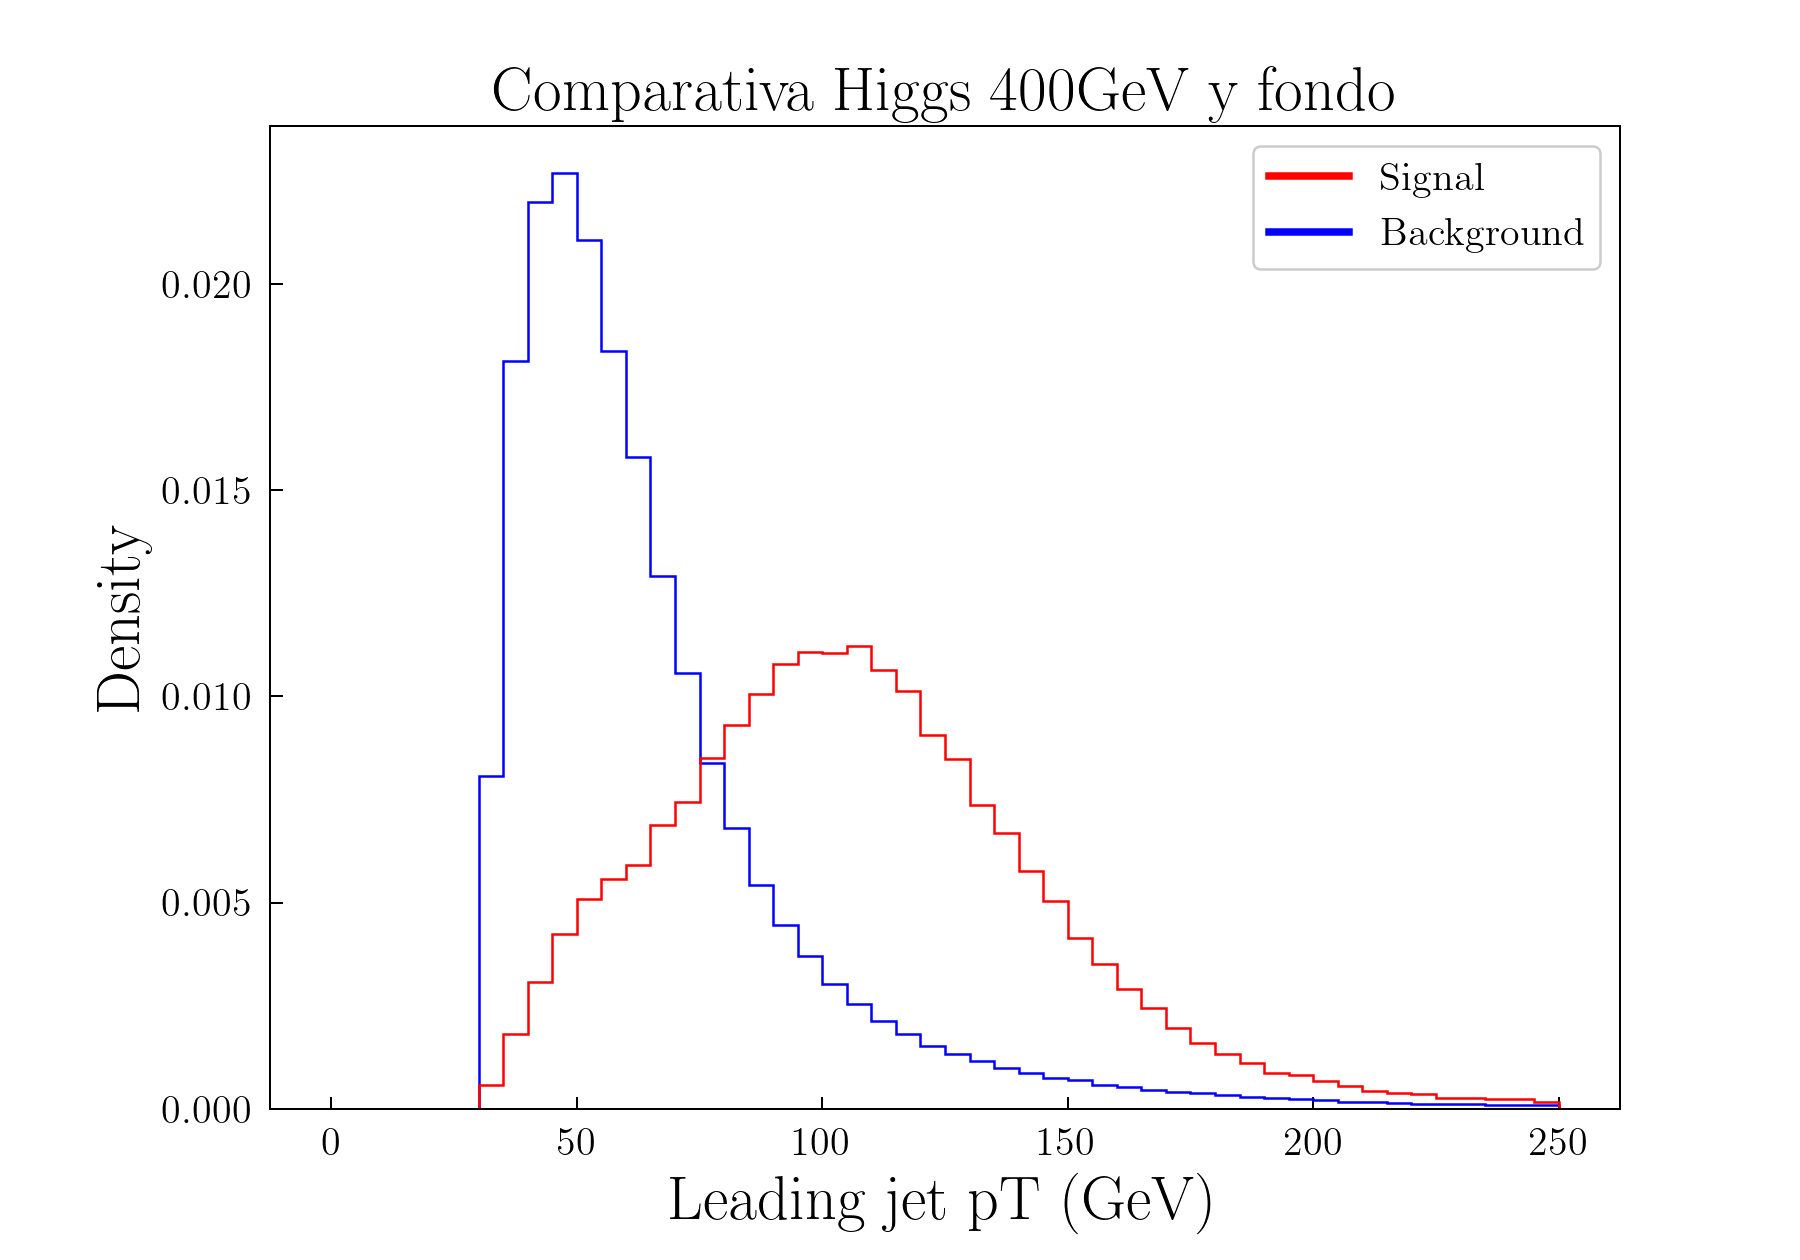 Comparativa Higgs 400GeV y fondo
Signal
Background
0.020
0.015
0.010
0.005
0.000
Density
0 50 100 150 200 250
Leading jet pT (GeV)